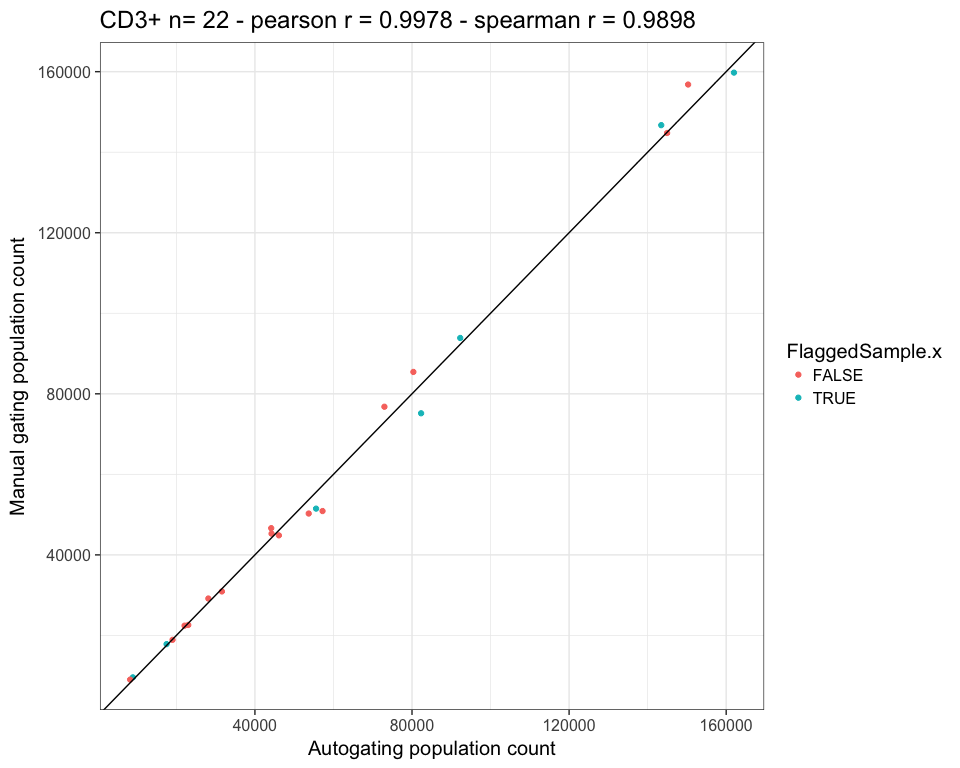 CD3+ n= 22 - pearson r = 0.9978 - spearman r = 0.9898
160000
120000
80000
40000
Manual gating population count
40000
80000
120000
160000
Autogating population count
FlaggedSample.x
FALSE
TRUE